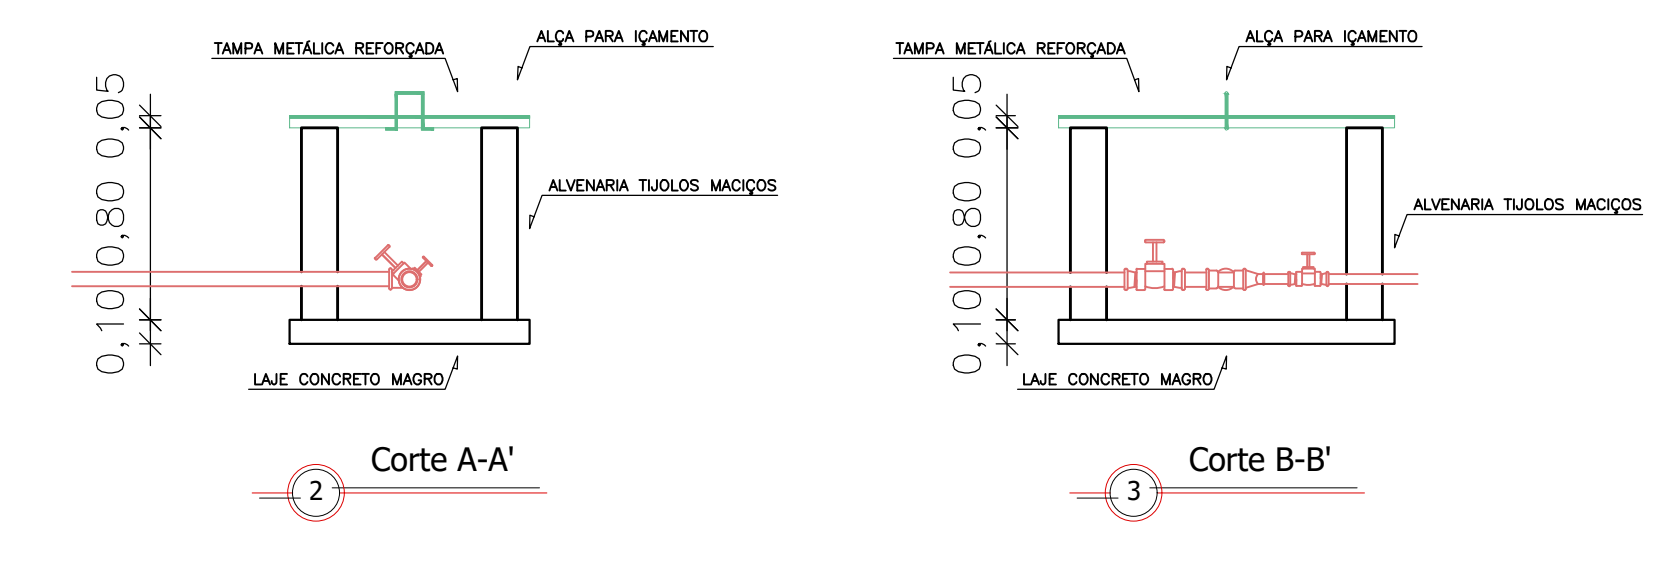 TAMPA METÁLICA REFORÇADA
ALÇA PARA IÇAMENTO
0,10 0,80 0,05
ALVENARIA TIJOLOS MACIÇOS
LAJE CONCRETO MAGRO
Corte A-A'
2
TAMPA METÁLICA REFORÇADA
ALÇA PARA IÇAMENTO
0,10 0,80 0,05
ALVENARIA TIJOLOS MACIÇOS
LAJE CONCRETO MAGRO
Corte B-B'
3